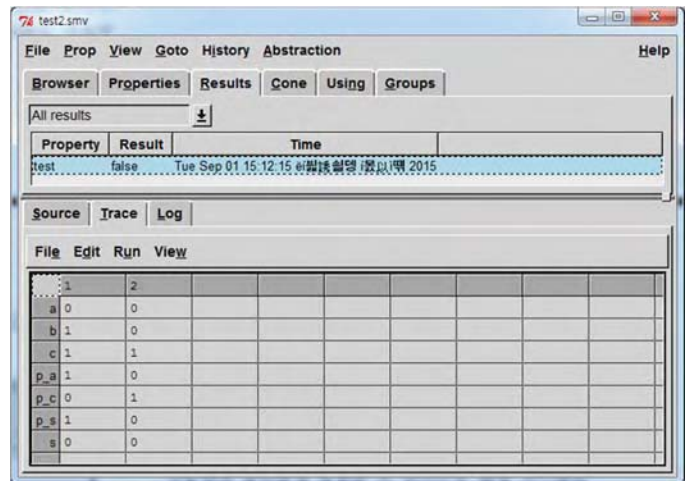 test2.smv
File Prop View Goto History Abstraction Help
Browser Properties Results Cone Using Groups
All results
Property Result Time
test false Tue Sep 01 15:12:15 2015
Source Trace Log
File Edit Run View
1 2
a 0 0
b 1 0
c 1 1
p_a 1 0
p_c 0 1
p_s 1 0
s 0 0